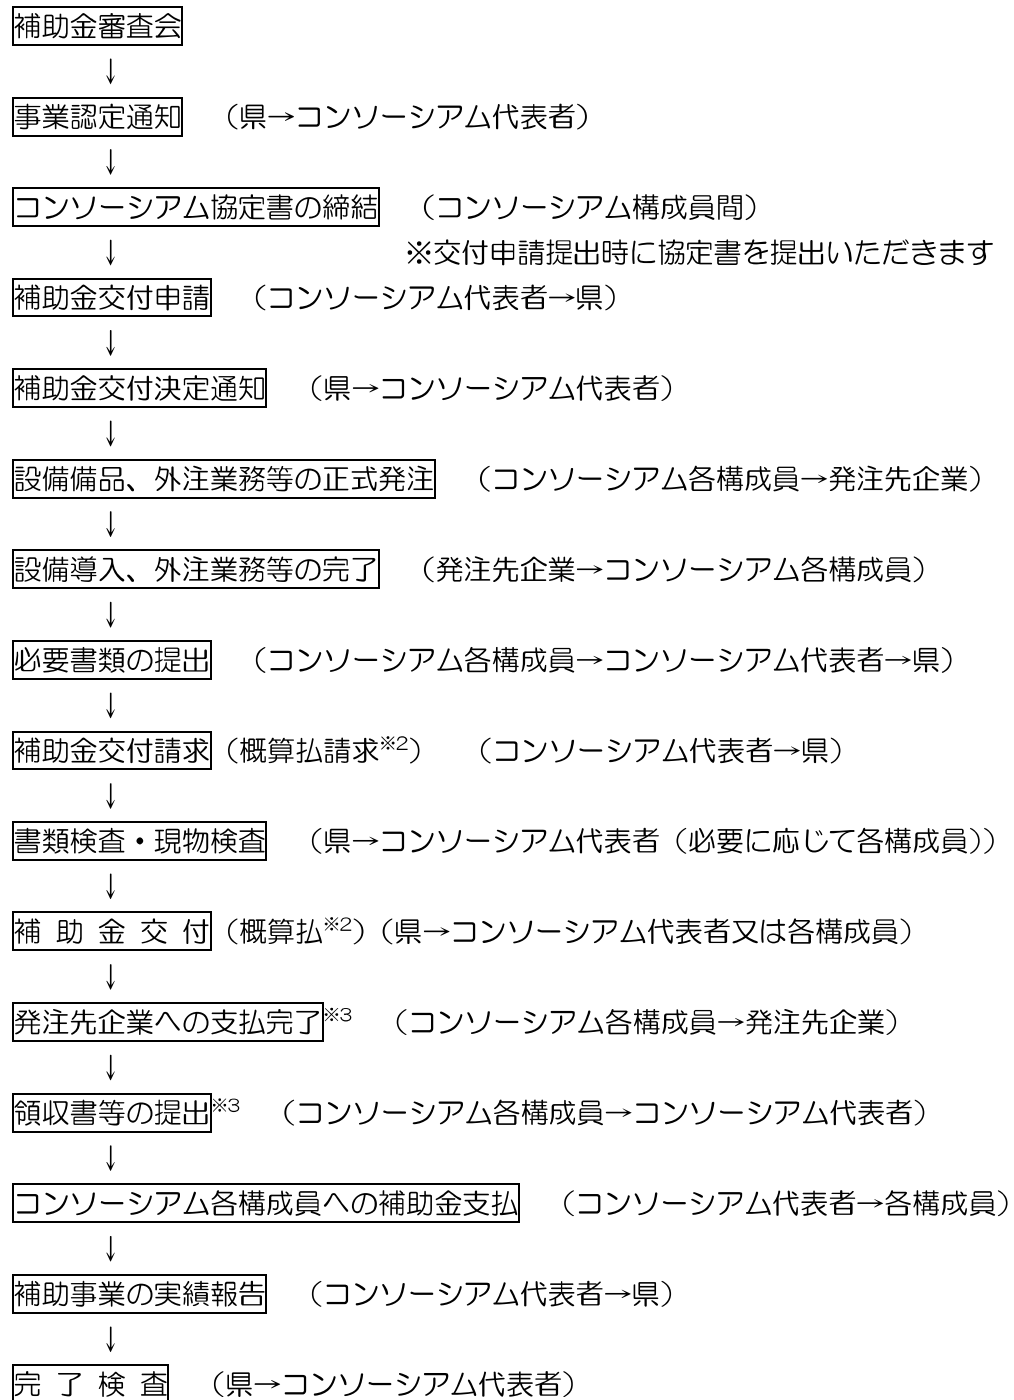 補助金審査会
↓
事業認定通知 （県→コンソーシアム代表者）
↓
コンソーシアム協定書の締結 （コンソーシアム構成員間）
↓ ※交付申請提出時に協定書を提出いただきます
補助金交付申請 （コンソーシアム代表者→県）
↓
補助金交付決定通知 （県→コンソーシアム代表者）
↓
設備備品、外注業務等の正式発注 （コンソーシアム各構成員→発注先企業）
↓
設備導入、外注業務等の完了 （発注先企業→コンソーシアム各構成員）
↓
必要書類の提出 （コンソーシアム各構成員→コンソーシアム代表者→県）
↓
補助金交付請求（概算払請求※2） （コンソーシアム代表者→県）
↓
書類検査・現物検査 （県→コンソーシアム代表者（必要に応じて各構成員））
↓
補 助 金 交 付（概算払※2）（県→コンソーシアム代表者又は各構成員）
↓
発注先企業への支払完了※3 （コンソーシアム各構成員→発注先企業）
↓
領収書等の提出※3 （コンソーシアム各構成員→コンソーシアム代表者）
↓
コンソーシアム各構成員への補助金支払 （コンソーシアム代表者→各構成員）
↓
補助事業の実績報告 （コンソーシアム代表者→県）
↓
完 了 検 査 （県→コンソーシアム代表者）